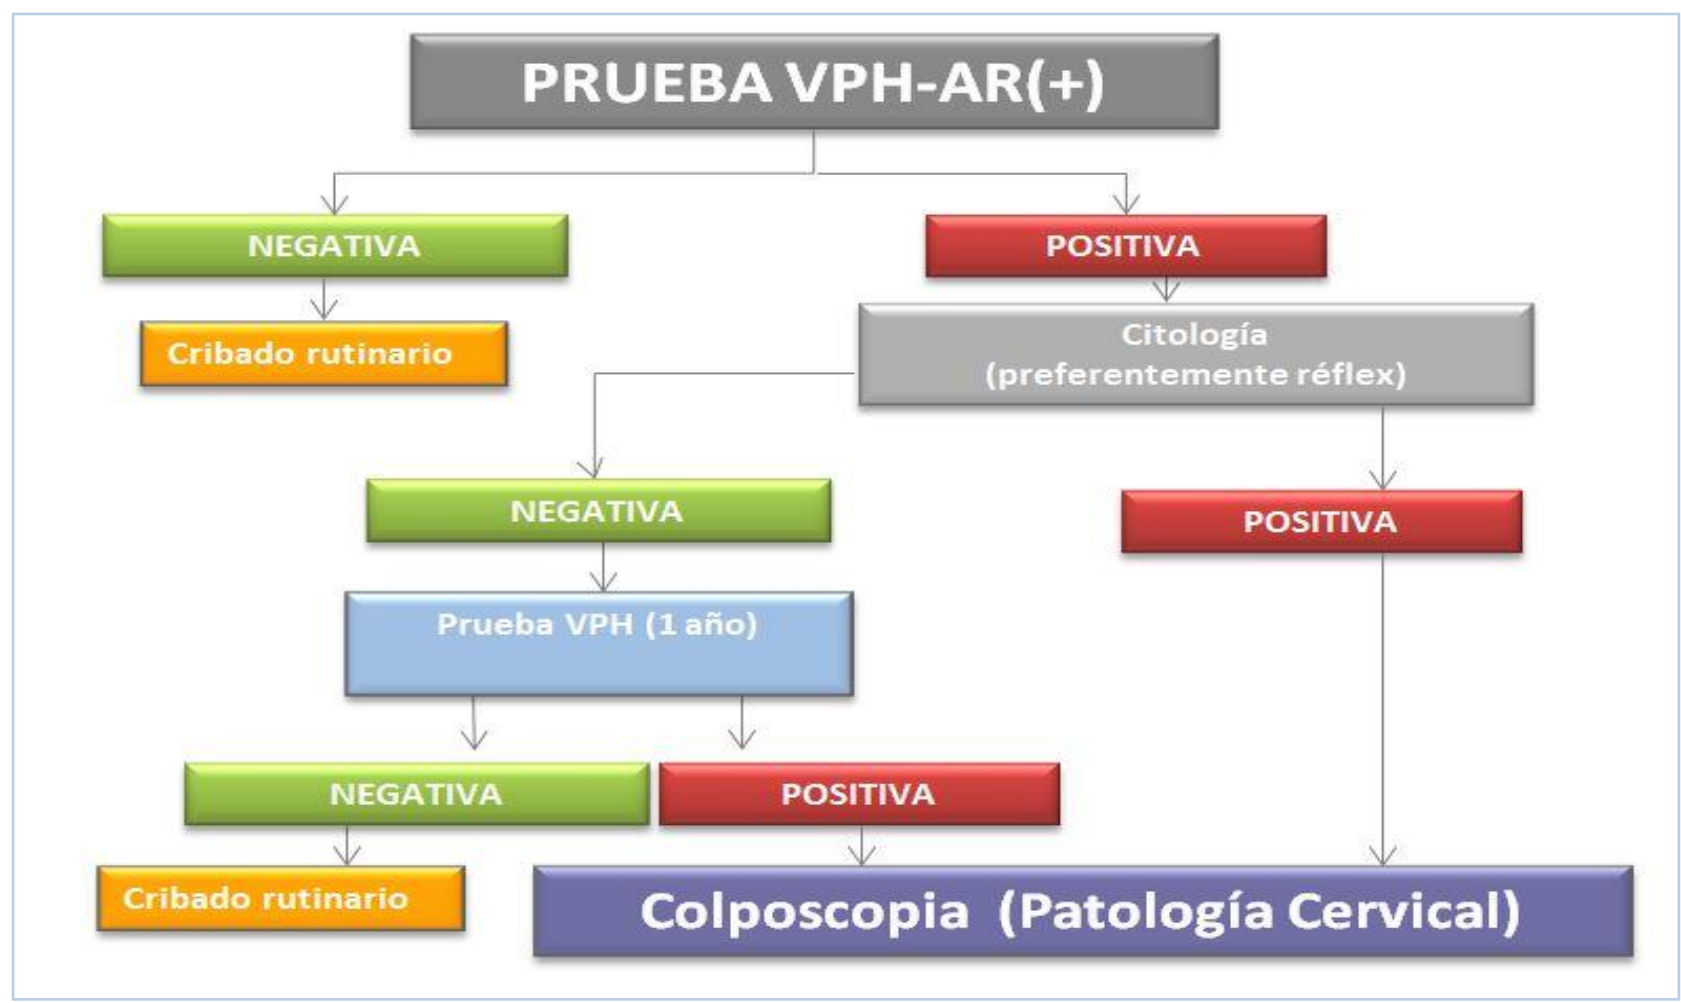 PRUEBA VPH-AR(+)
NEGATIVA
POSITIVA
Cribado rutinario
Citología
(preferentemente réflex)
NEGATIVA
POSITIVA
Prueba VPH (1 año)
NEGATIVA
POSITIVA
Cribado rutinario
Colposcopia (Patología Cervical)